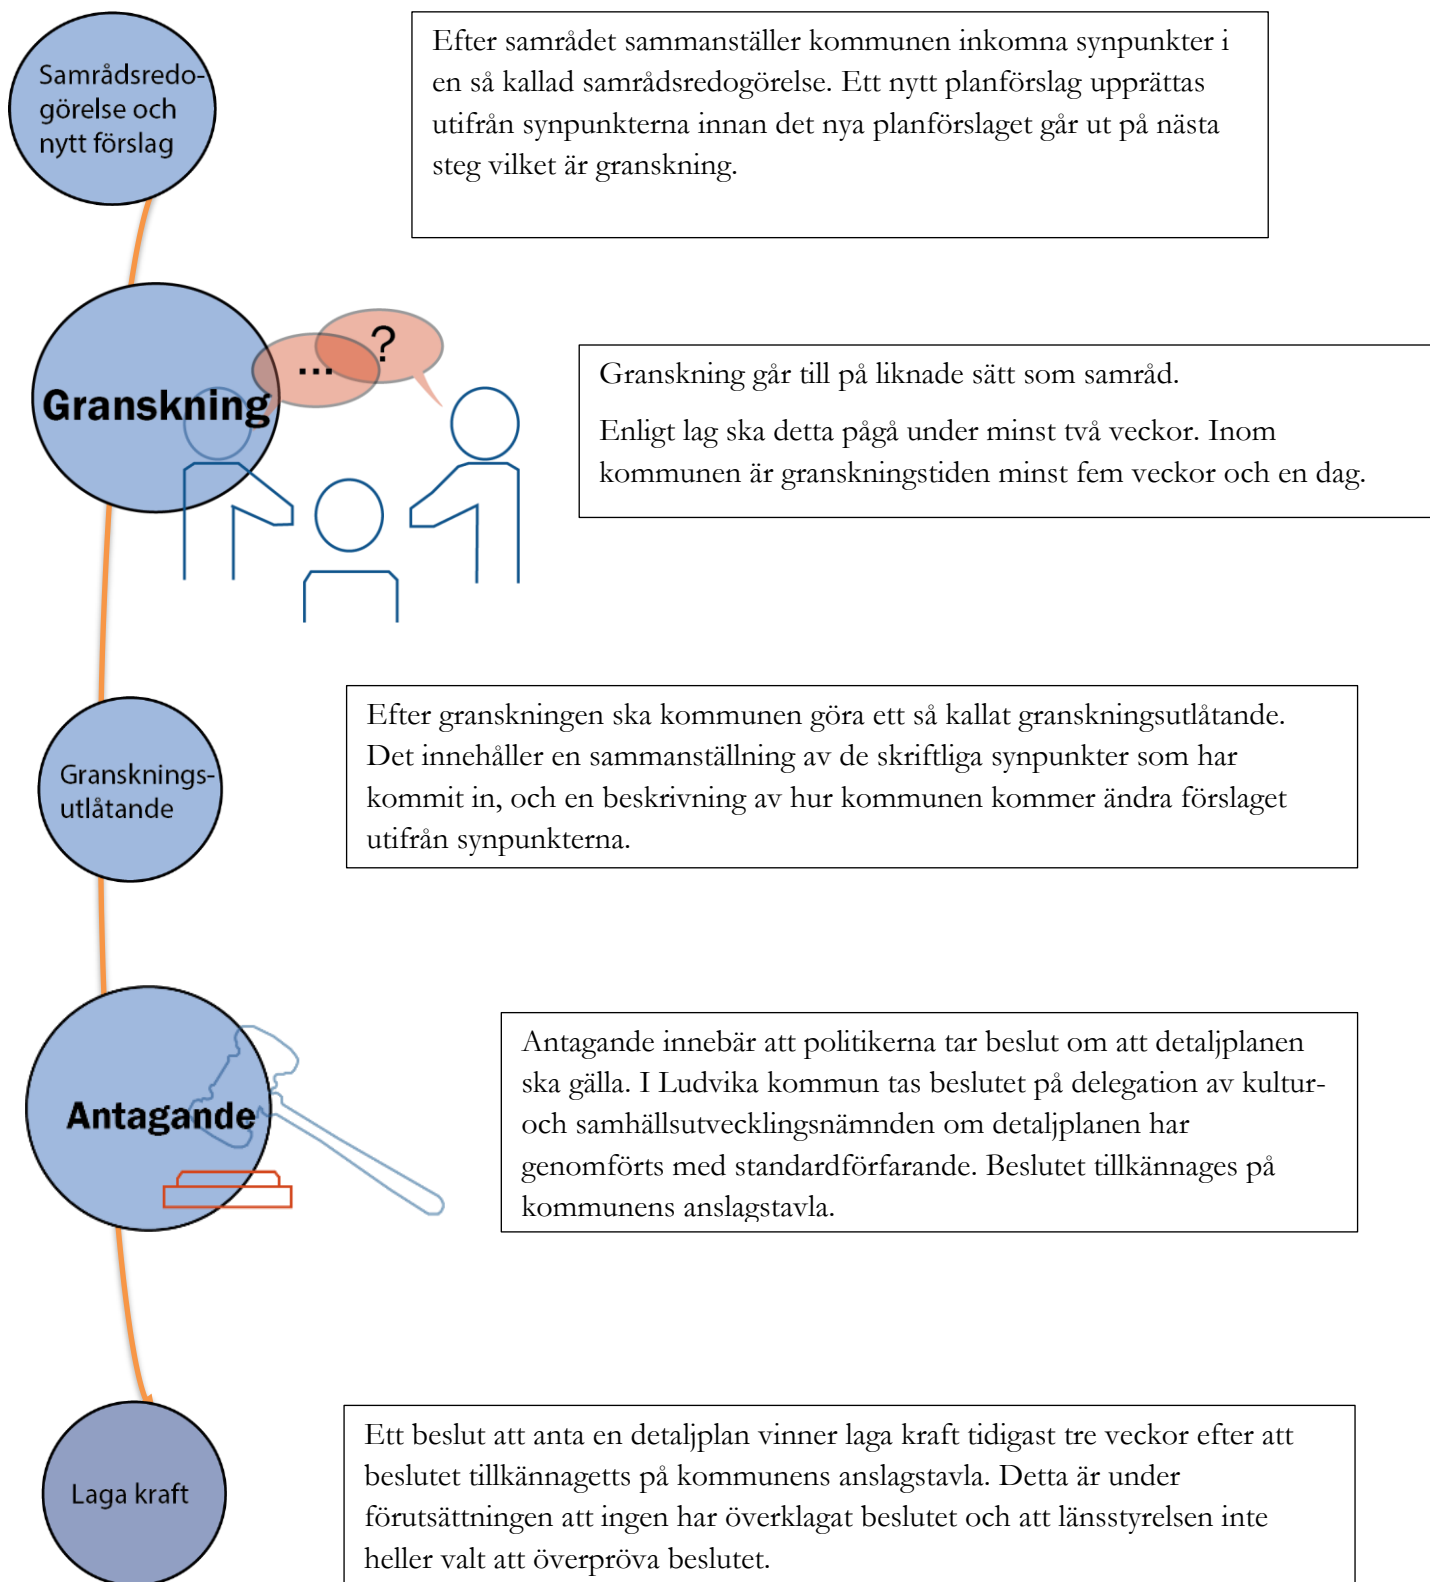 Samrådsredo-
görelse och
nytt förslag
Efter samrådet sammanställer kommunen inkomna synpunkter i
en så kallad samrådsredogörelse. Ett nytt planförslag upprättas
utifrån synpunkterna innan det nya planförslaget går ut på nästa
steg vilket är granskning.
...
?
Granskning
Granskning går till på liknade sätt som samråd.
Enligt lag ska detta pågå under minst två veckor. Inom
kommunen är granskningstiden minst fem veckor och en dag.
Gransknings-
utlåtande
Efter granskningen ska kommunen göra ett så kallat granskningsutlåtande.
Det innehåller en sammanställning av de skriftliga synpunkter som har
kommit in, och en beskrivning av hur kommunen kommer ändra förslaget
utifrån synpunkterna.
Antagande
Antagande innebär att politikerna tar beslut om att detaljplanen
ska gälla. I Ludvika kommun tas beslutet på delegation av kultur-
och samhällsutvecklingsnämnden om detaljplanen har
genomförts med standardförfarande. Beslutet tillkännages på
kommunens anslagstavla.
Laga kraft
Ett beslut att anta en detaljplan vinner laga kraft tidigast tre veckor efter att
beslutet tillkännagetts på kommunens anslagstavla. Detta är under
förutsättningen att ingen har överklagat beslutet och att länsstyrelsen inte
heller valt att överpröva beslutet.